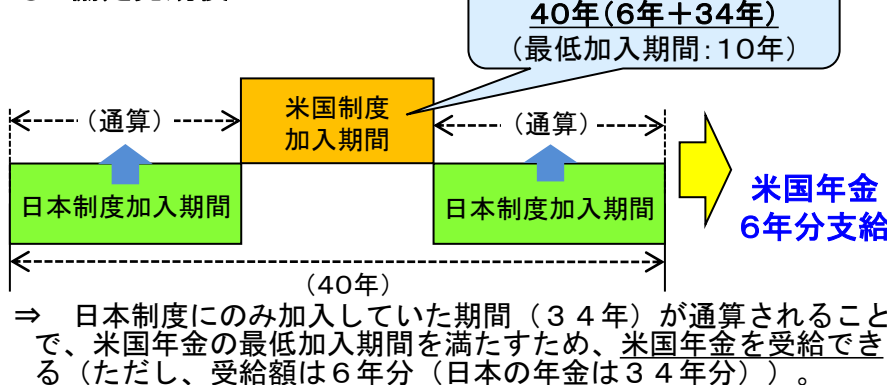 40年(6年＋34年)
（最低加入期間：10年）
米国制度
加入期間
（通算）
（通算）
日本制度加入期間
日本制度加入期間
米国年金
6年分支給
（40年）
⇒　日本制度にのみ加入していた期間（３４年）が通算されること
で、米国年金の最低加入期間を満たすため、米国年金を受給でき
る（ただし、受給額は６年分（日本の年金は３４年分））。